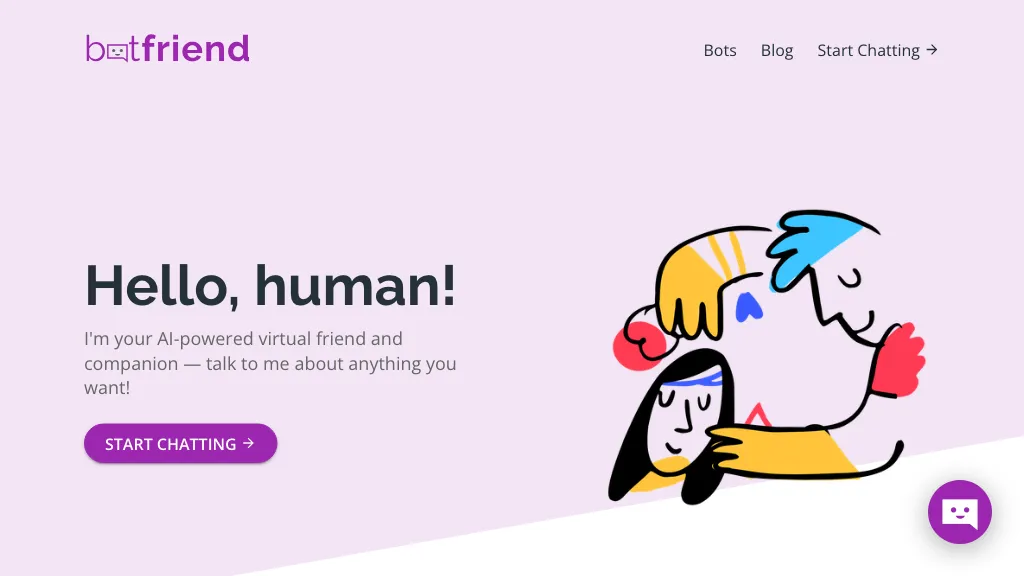 botfriend
Bots
Blog
Start Chatting →
Hello, human!
I'm your AI-powered virtual friend and
companion — talk to me about anything you
want!
START CHATTING →